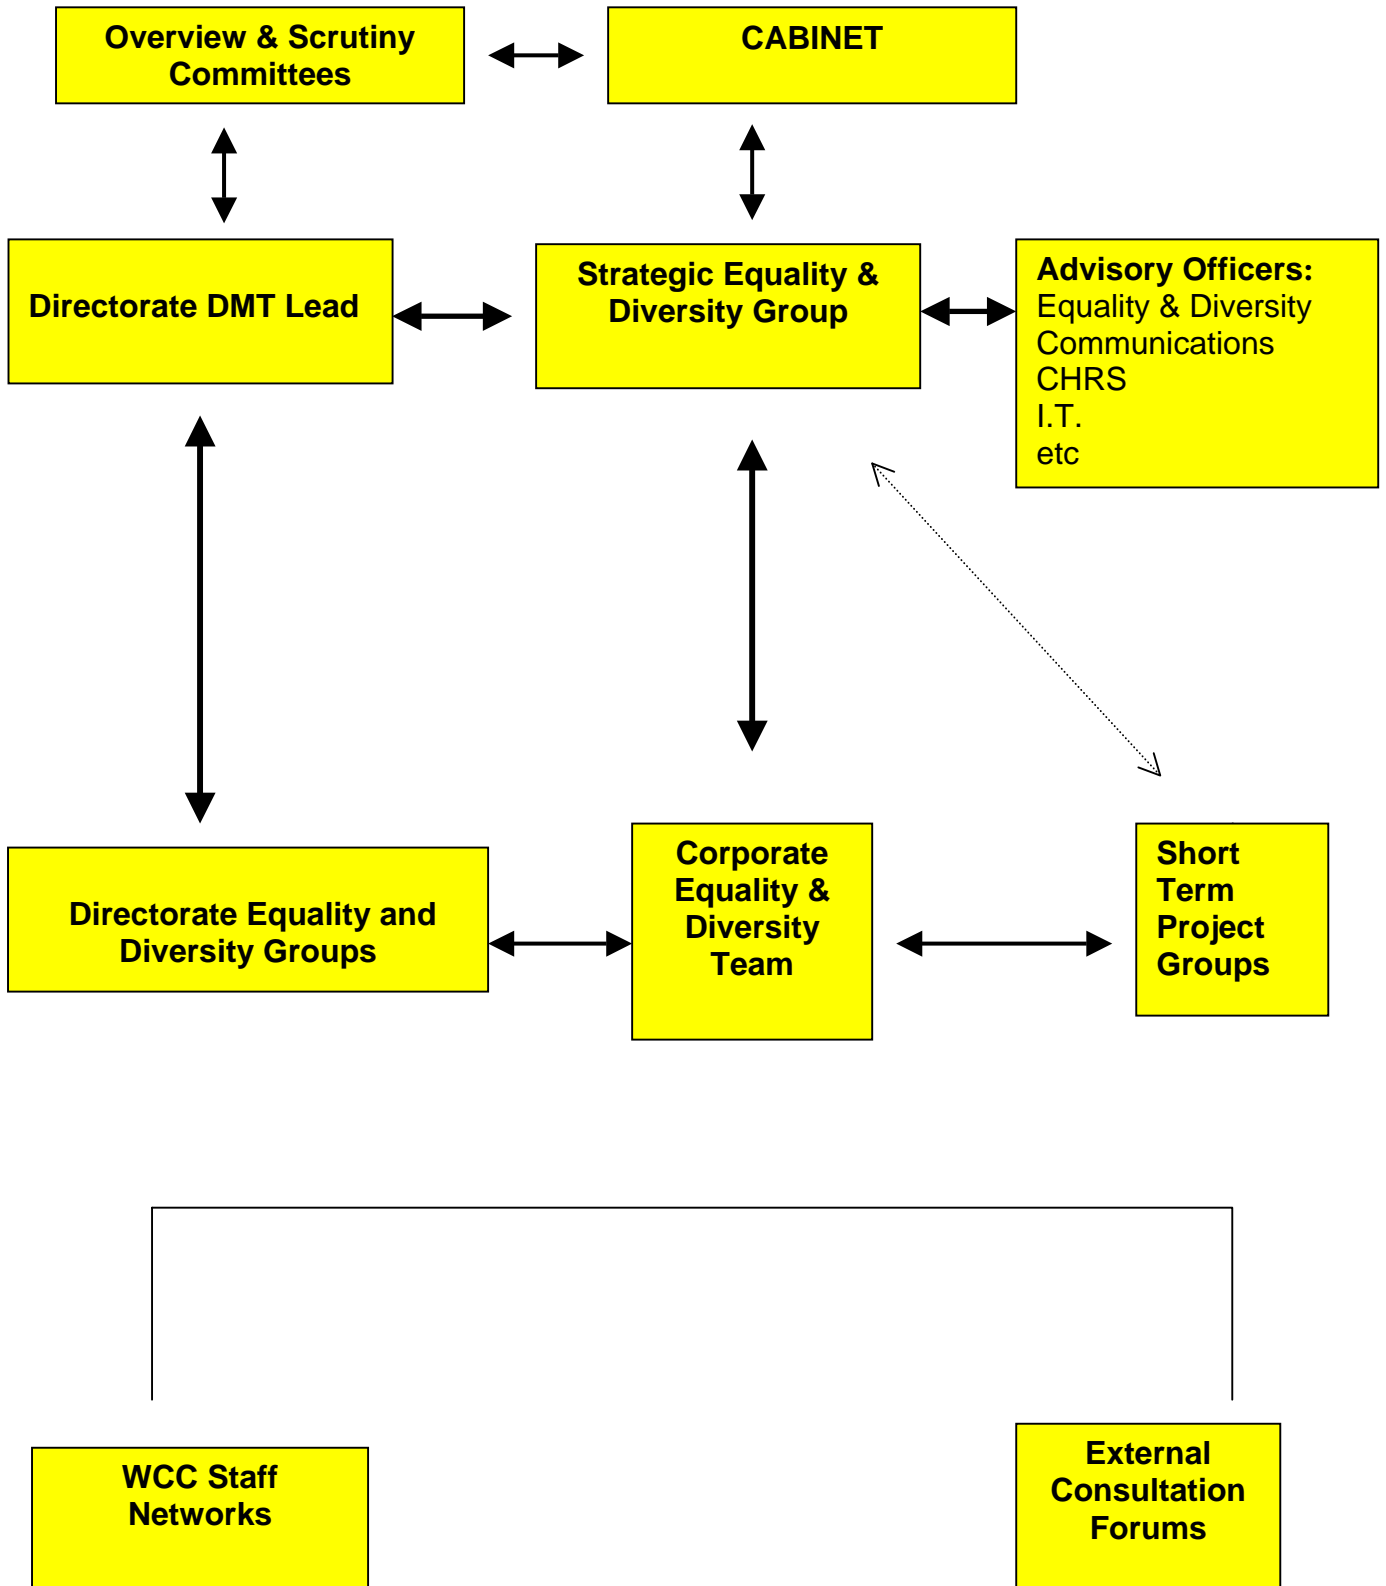 Overview & Scrutiny
Committees
CABINET
Directorate DMT Lead
Strategic Equality &
Diversity Group
Advisory Officers:
Equality & Diversity
Communications
CHRS
I.T.
etc
Directorate Equality and
Diversity Groups
Corporate
Equality &
Diversity
Team
Short
Term
Project
Groups
WCC Staff
Networks
External
Consultation
Forums